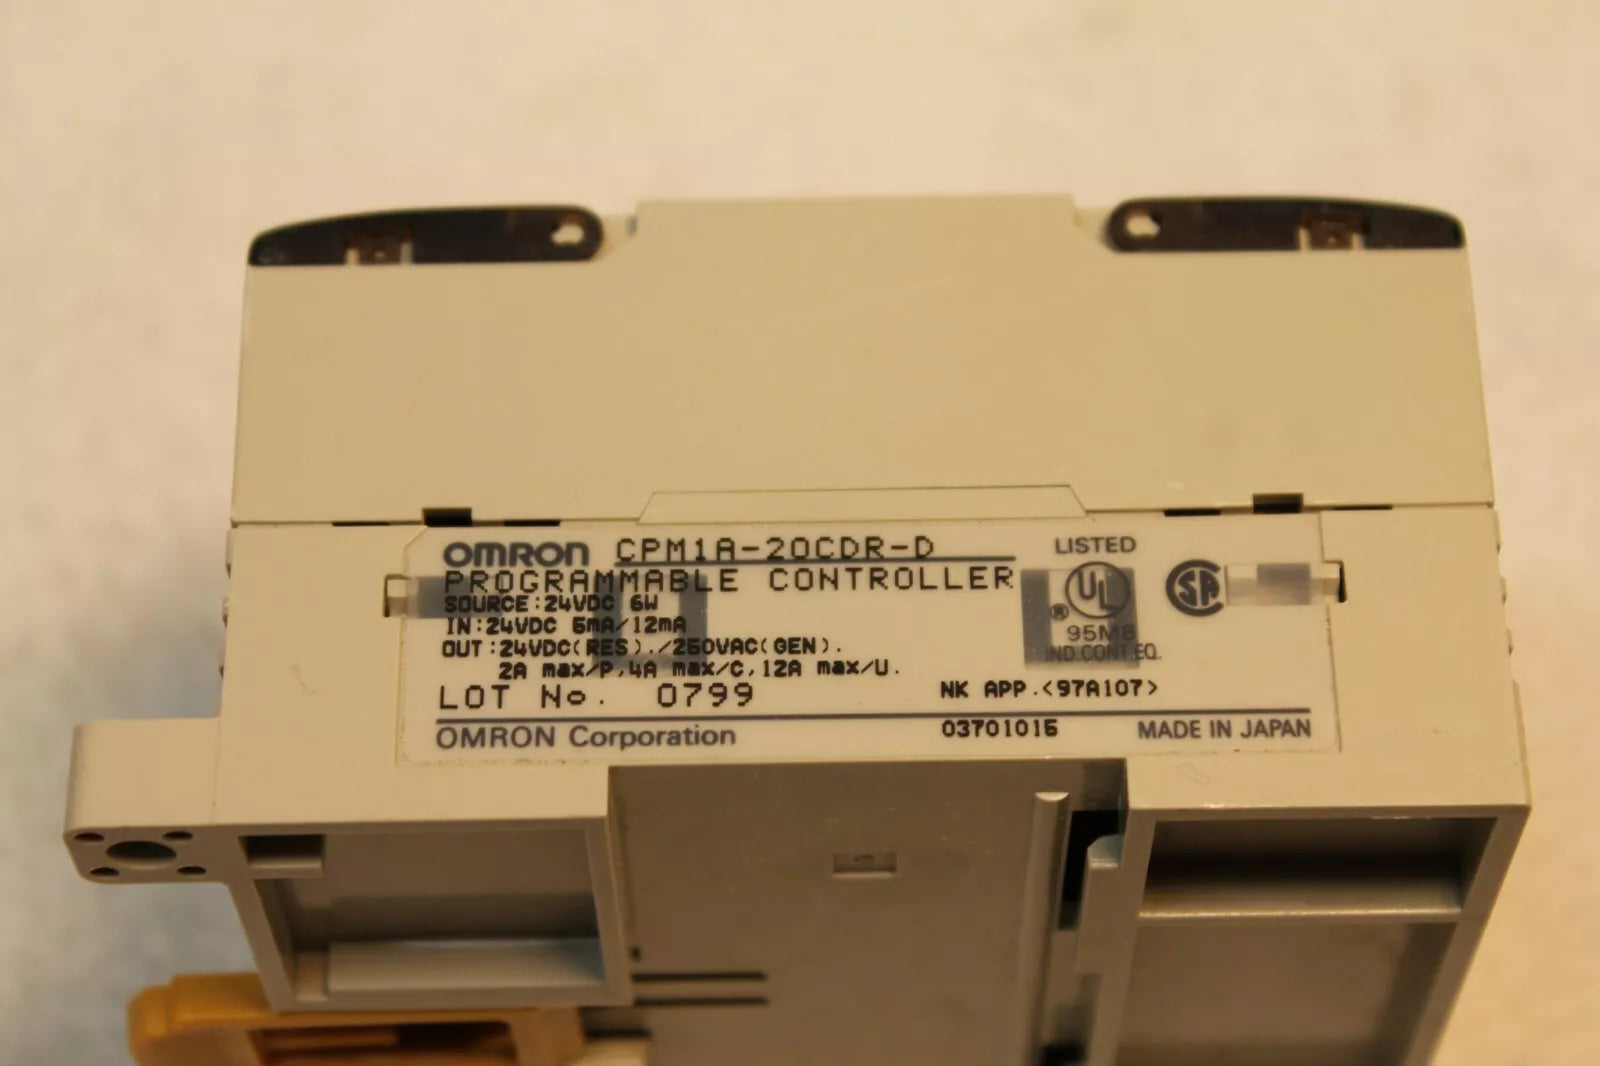 OMRON CPM1A-20CDR-D
PROGRAMMABLE CONTROLLER
SOURCE:24VDC 6W
IN:24VDC 5mA/12mA
OUT:24VDC(RES)./250VAC(GEN).
2A max/P,4A max/C,12A max/U.
LOT No. 0799
OMRON Corporation
LISTED
UL
®
95M8
IND.CONT.EQ.
SA
NK APP.<97A107>
03701015
MADE IN JAPAN